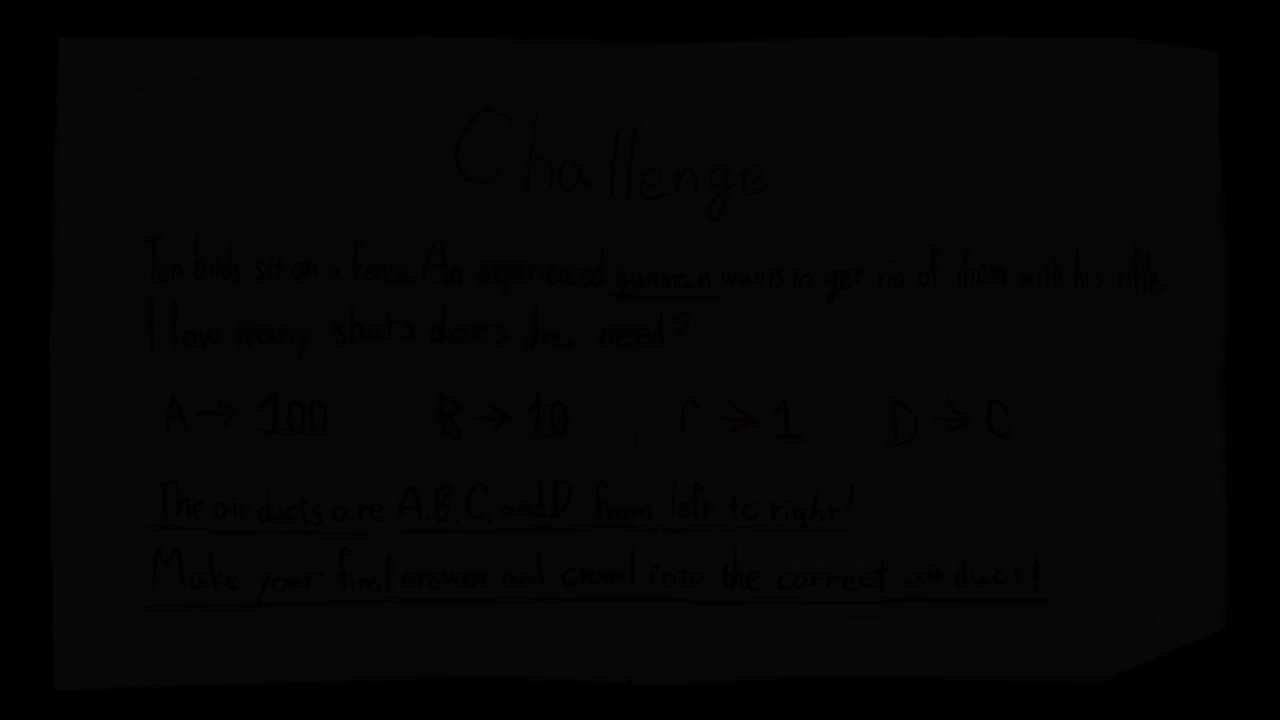 Challenge
Ten birds sit on a fence. An experienced gunman wants to get rid of them with his rifle.
How many shots does he need?
A → 100 B → 10 C → 1 D → 0
The air ducts are A, B, C, and D from left to right!
Make your final answer and crawl into the correct air duct!